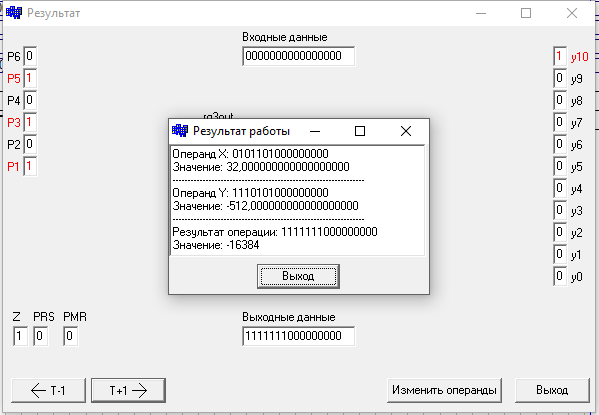 Результат
Входные данные
0000000000000000
P6 0
P5 1
P4 0
P3 1
P2 0
P1 1
1 y10
0 y9
0 y8
0 y7
0 y6
0 y5
0 y4
0 y3
0 y2
0 y1
0 y0
Результат работы
Операнд X: 0101101000000000
Значение: 32,000000000000000000
Операнд Y: 1110101000000000
Значение: -512,000000000000000000
Результат операции: 1111111000000000
Значение: -16384
Выход
Z PRS PMR
1 0 0
Выходные данные
1111111000000000
T-1
T+1
Изменить операнды
Выход